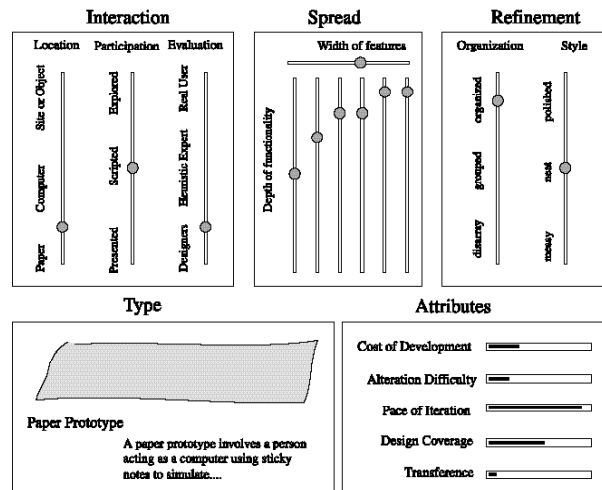 Interaction
Spread
Refinement
Location
Participation
Evaluation
Site or Object
Computer
Paper
Explored
Scripted
Presented
Real User
Heuristic Expert
Designers
Width of features
Depth of functionality
Organization
Style
organized
grouped
disarray
polished
neat
messy
Type
Attributes
Paper Prototype
A paper prototype involves a person
acting as a computer using sticky
notes to simulate....
Cost of Development
Alteration Difficulty
Pace of Iteration
Design Coverage
Transference